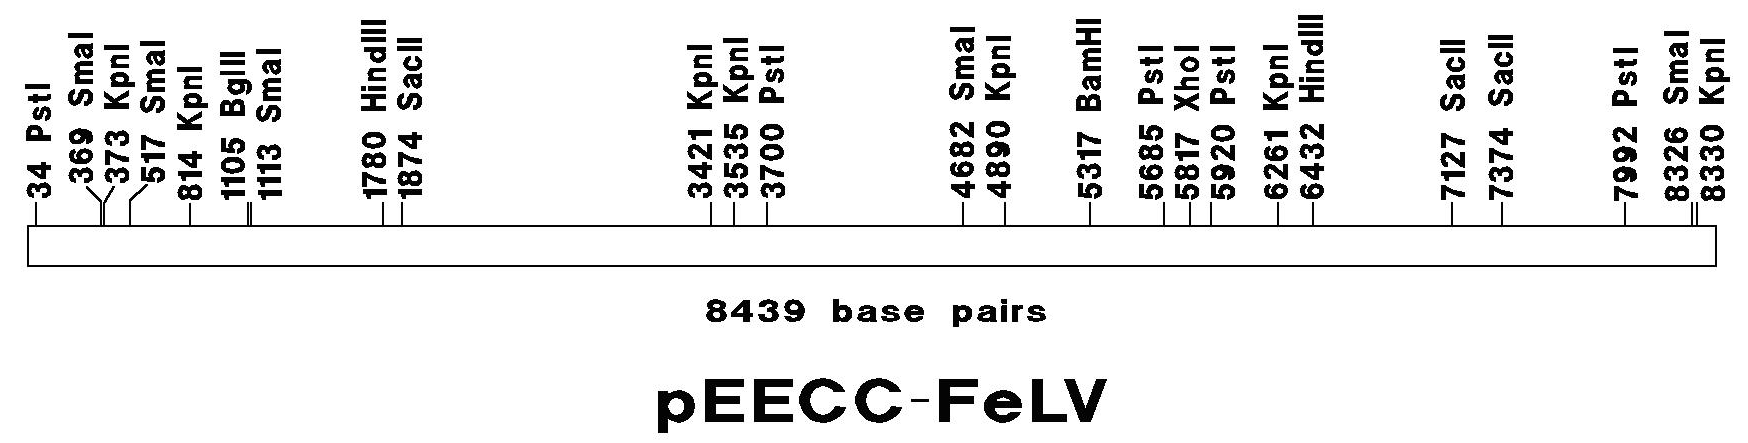 34 PstI
369 SmaI
373 KpnI
517 SmaI
814 KpnI
1105 BglII
1113 SmaI
1780 HindIII
1874 SacII
3421 KpnI
3535 KpnI
3700 PstI
4682 SmaI
4890 KpnI
5317 BamHI
5685 PstI
5817 XhoI
5920 PstI
6261 KpnI
6432 HindIII
7127 SacII
7374 SacII
7992 PstI
8326 SmaI
8330 KpnI
8439 base pairs
pEECC-FeLV